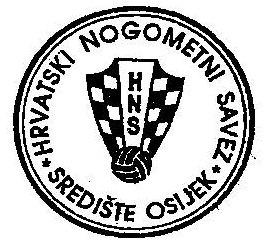 HRVATSKI NOGOMETNI SAVEZ
HNS
*SREDIŠTE OSIJEK*